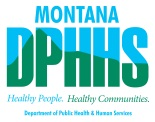 MONTANA
DPHHS
Healthy People. Healthy Communities.
Department of Public Health & Human Services